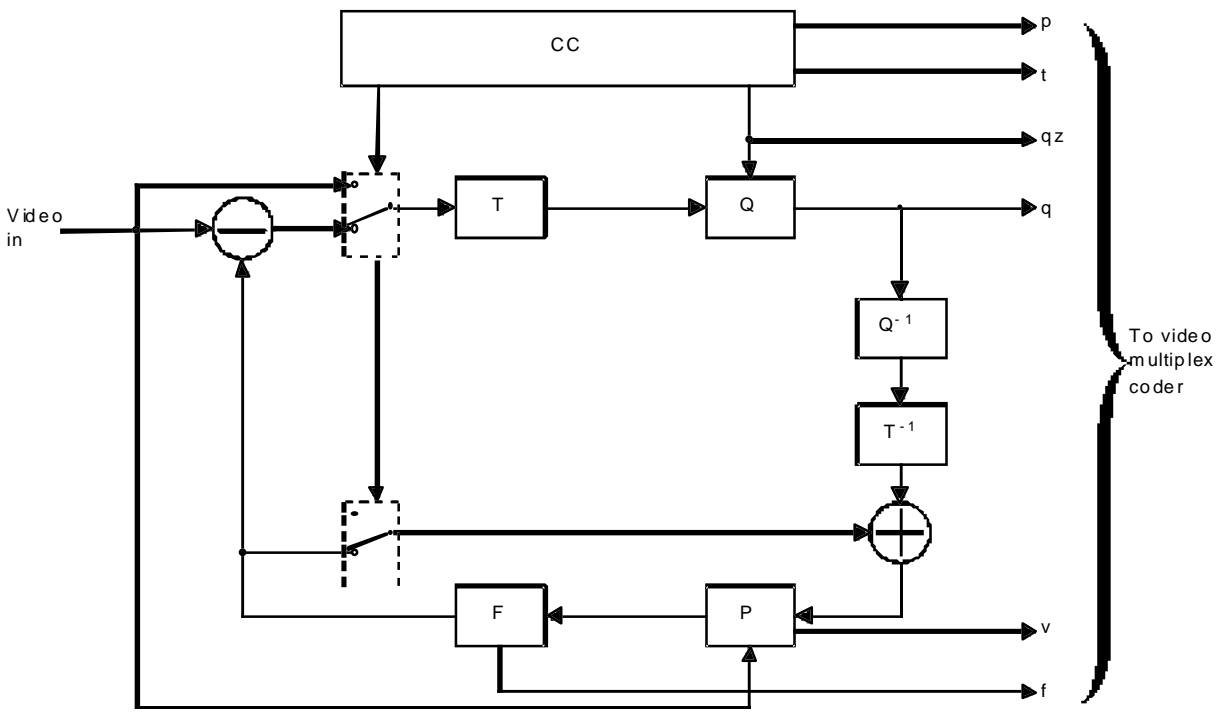 CC
p
t
qz
Video
in
T
Q
q
Q-1
T-1
To video
multiplex
coder
F
P
v
f